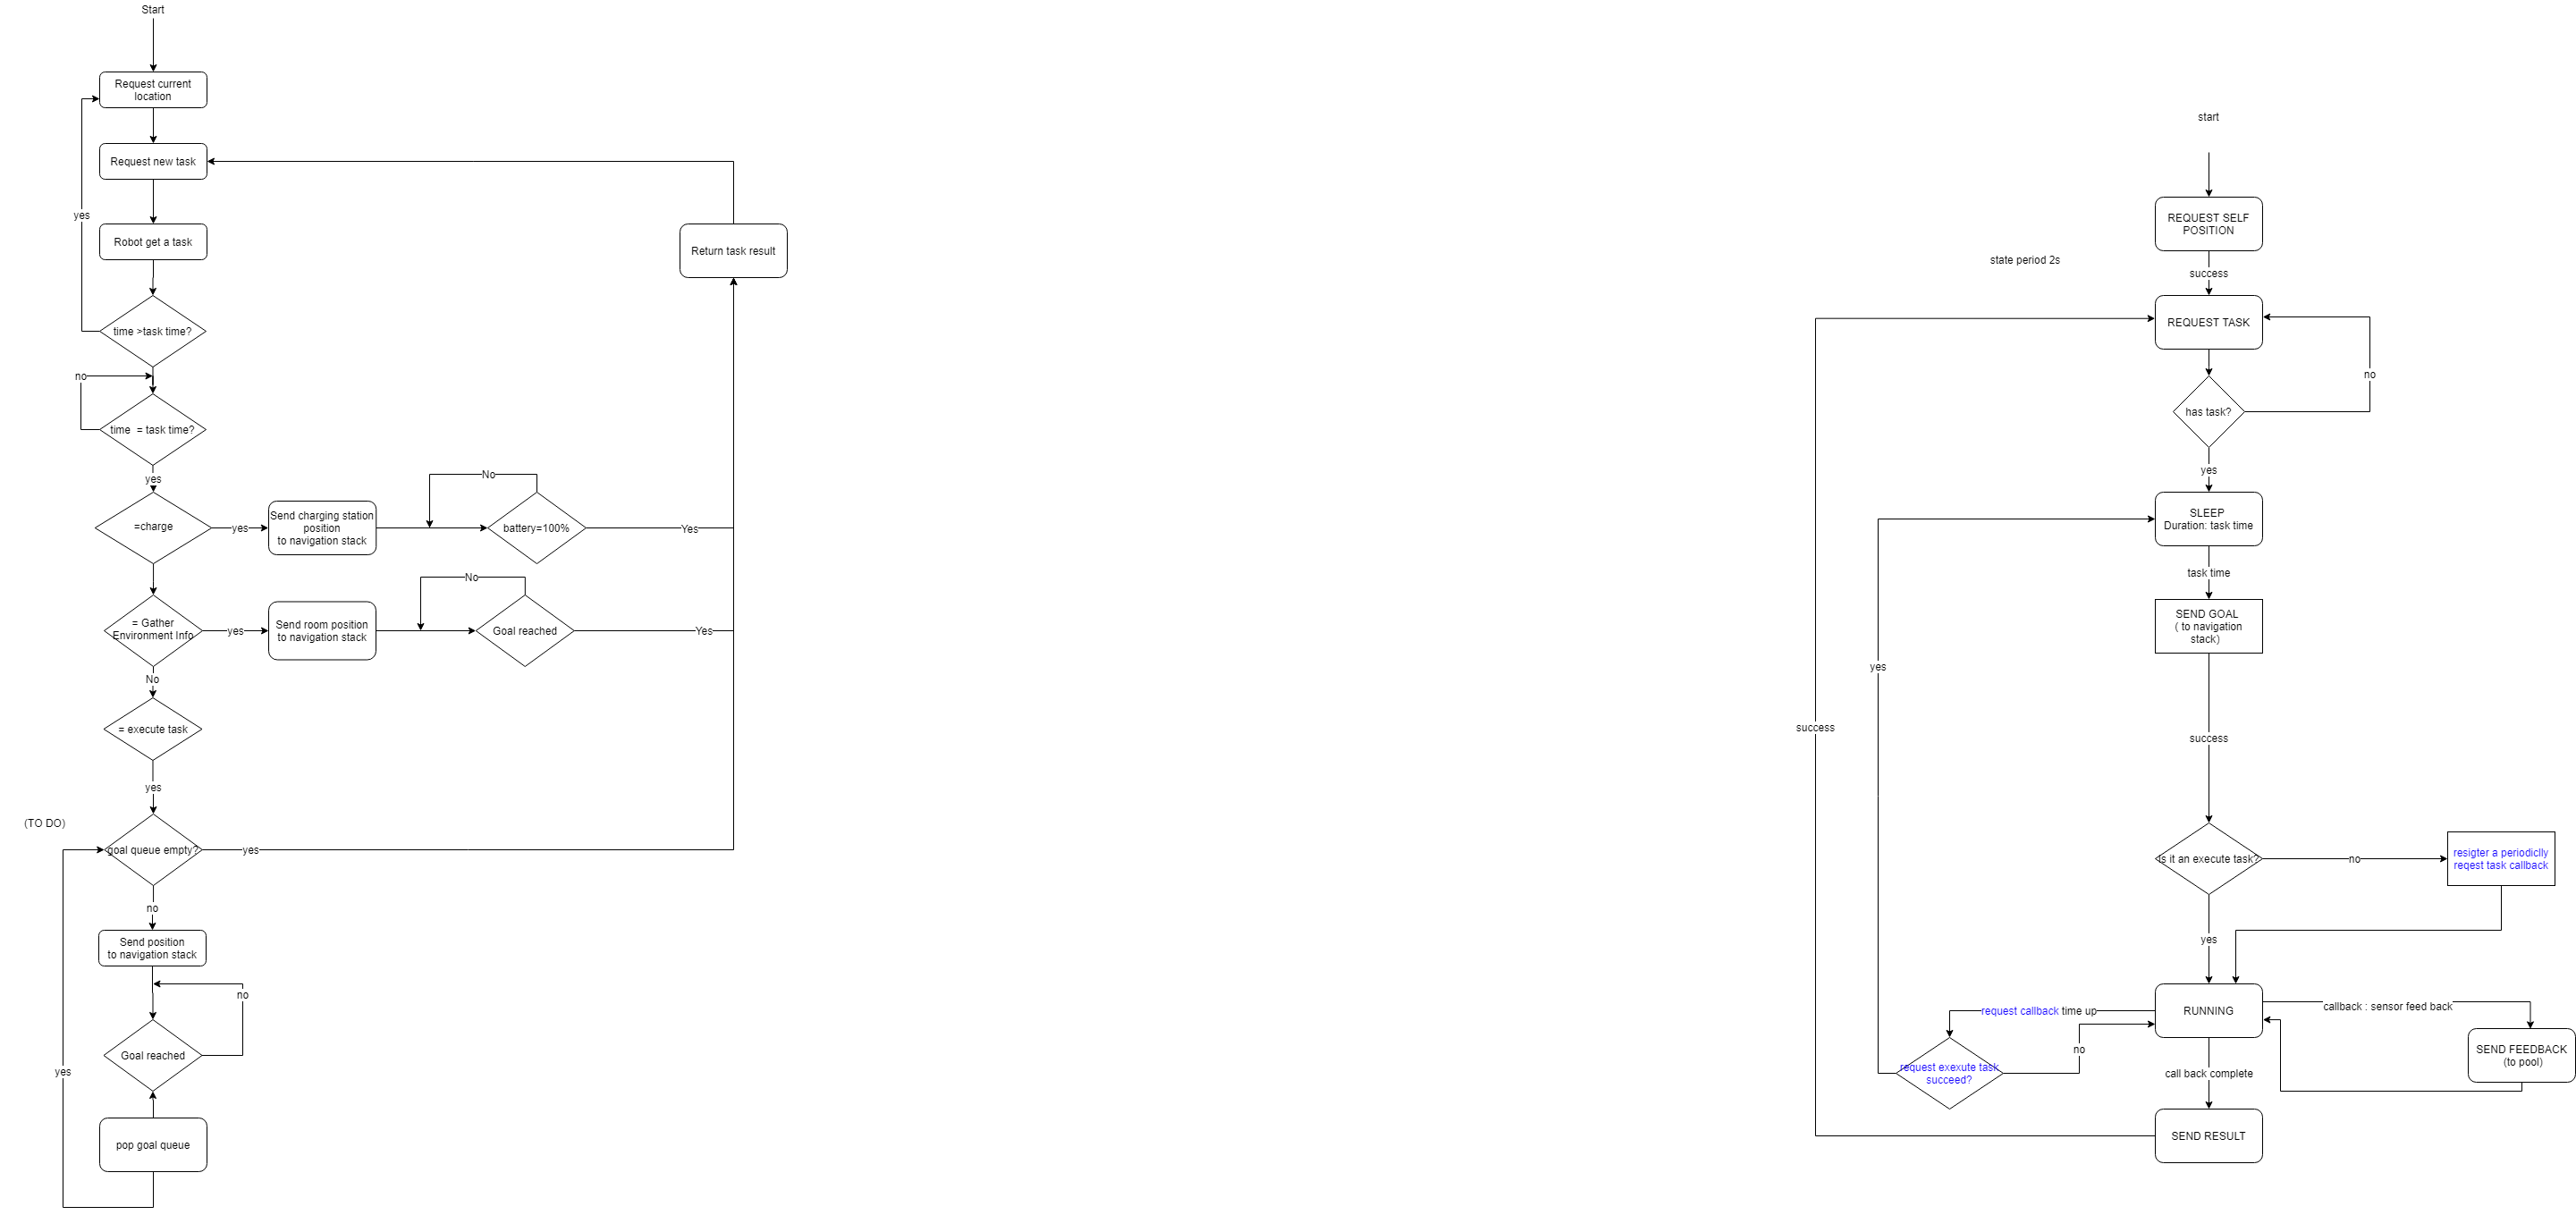 Start
Request current
location
Request new task
yes
Robot get a task
Return task result
time >task time?
no
time  = task time?
yes
=charge
yes
Send charging station
position
to navigation stack
No
battery=100%
Yes
= Gather
Environment Info
yes
Send room position
to navigation stack
No
Goal reached
Yes
No
= execute task
yes
(TO DO)
goal queue empty?
yes
no
Send position
to navigation stack
no
Goal reached
yes
pop goal queue
start
REQUEST SELF
POSITION
state period 2s
success
REQUEST TASK
no
has task?
yes
SLEEP
Duration: task time
task time
SEND GOAL
( to navigation
stack)
yes
success
success
Is it an execute task?
no
resigter a periodiclly
reqest task callback
yes
RUNNING
request callback time up
callback : sensor feed back
no
SEND FEEDBACK
(to pool)
request exexute task
succeed?
call back complete
SEND RESULT